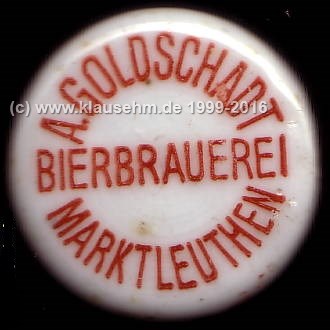 A. GOLDSCHADT
(c) www.klausehm.de 1999-2016
BIERBRAUEREI
MARKTLEUTHEN